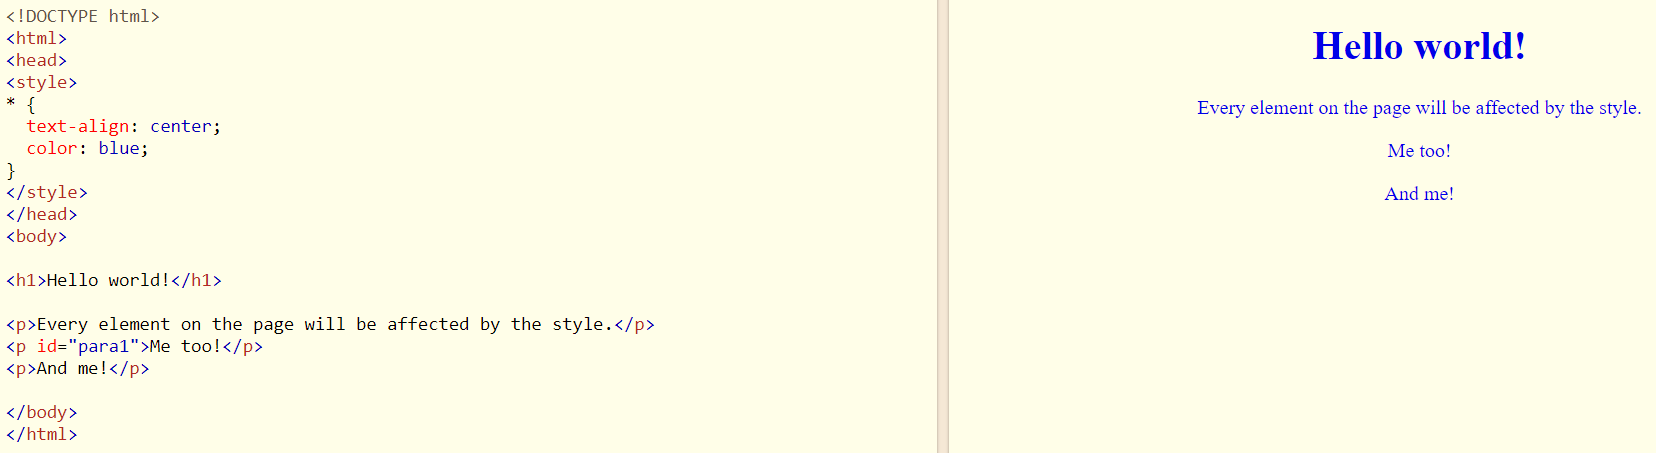 <!DOCTYPE html>
<html>
<head>
<style>
* {
  text-align: center;
  color: blue;
}
</style>
</head>
<body>

<h1>Hello world!</h1>

<p>Every element on the page will be affected by the style.</p>
<p id="para1">Me too!</p>
<p>And me!</p>

</body>
</html>
Hello world!
Every element on the page will be affected by the style.
Me too!
And me!